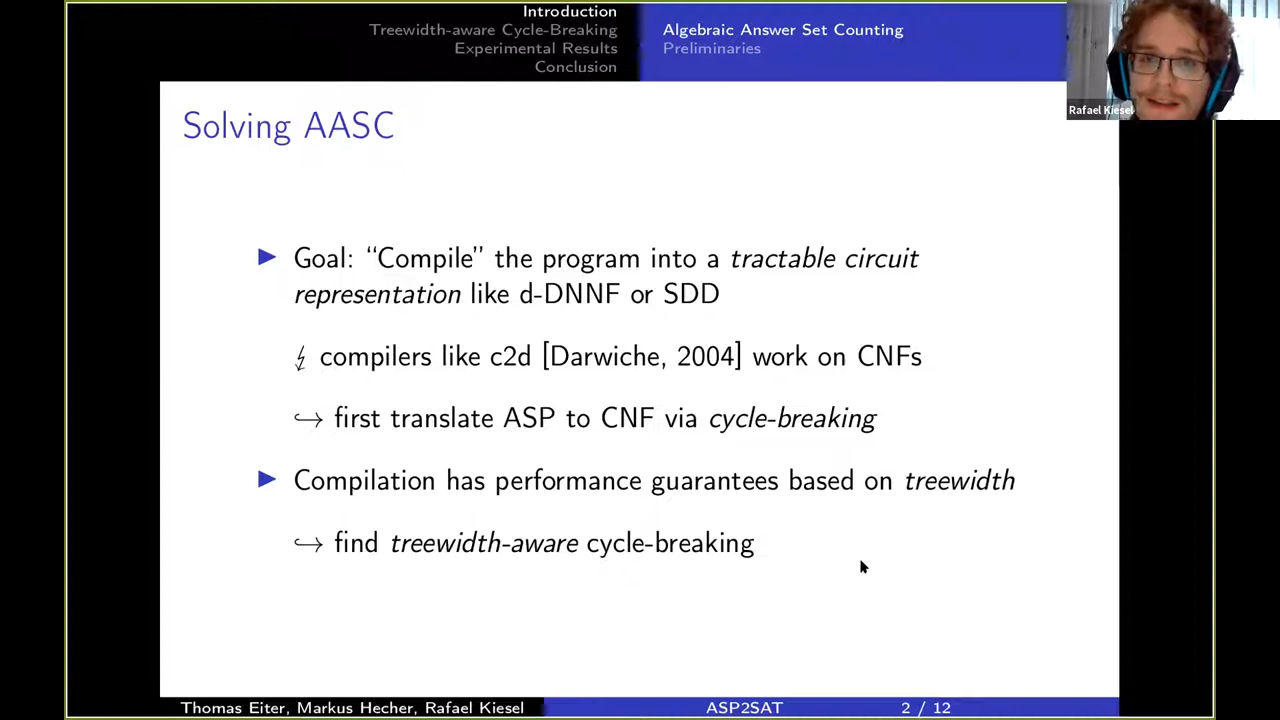 Introduction
Treewidth-aware Cycle-Breaking
Experimental Results
Conclusion
Algebraic Answer Set Counting
Preliminaries
Rafael Kiesel
Solving AASC
▶ Goal: “Compile” the program into a tractable circuit
representation like d-DNNF or SDD
↯ compilers like c2d [Darwiche, 2004] work on CNFs
↪ first translate ASP to CNF via cycle-breaking
▶ Compilation has performance guarantees based on treewidth
↪ find treewidth-aware cycle-breaking
Thomas Eiter, Markus Hecher, Rafael Kiesel
ASP2SAT
2 / 12